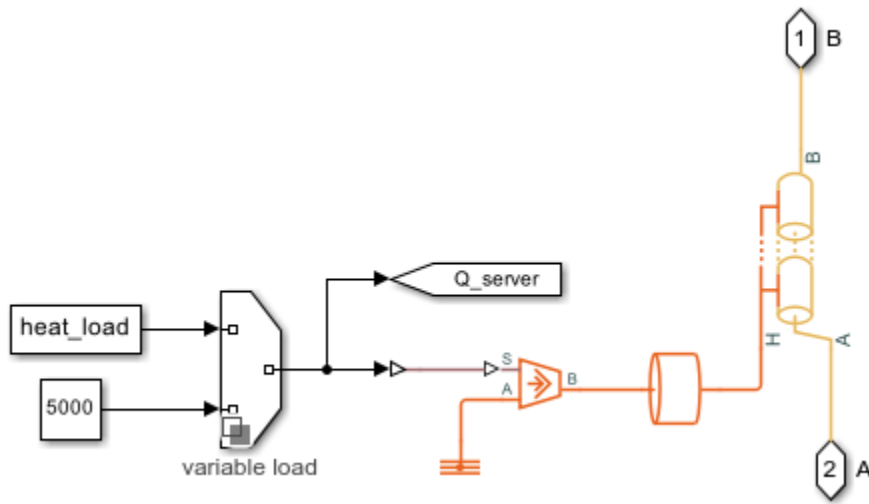 1 B
B
Q_server
heat_load
S
A
B
H
A
5000
variable load
2 A